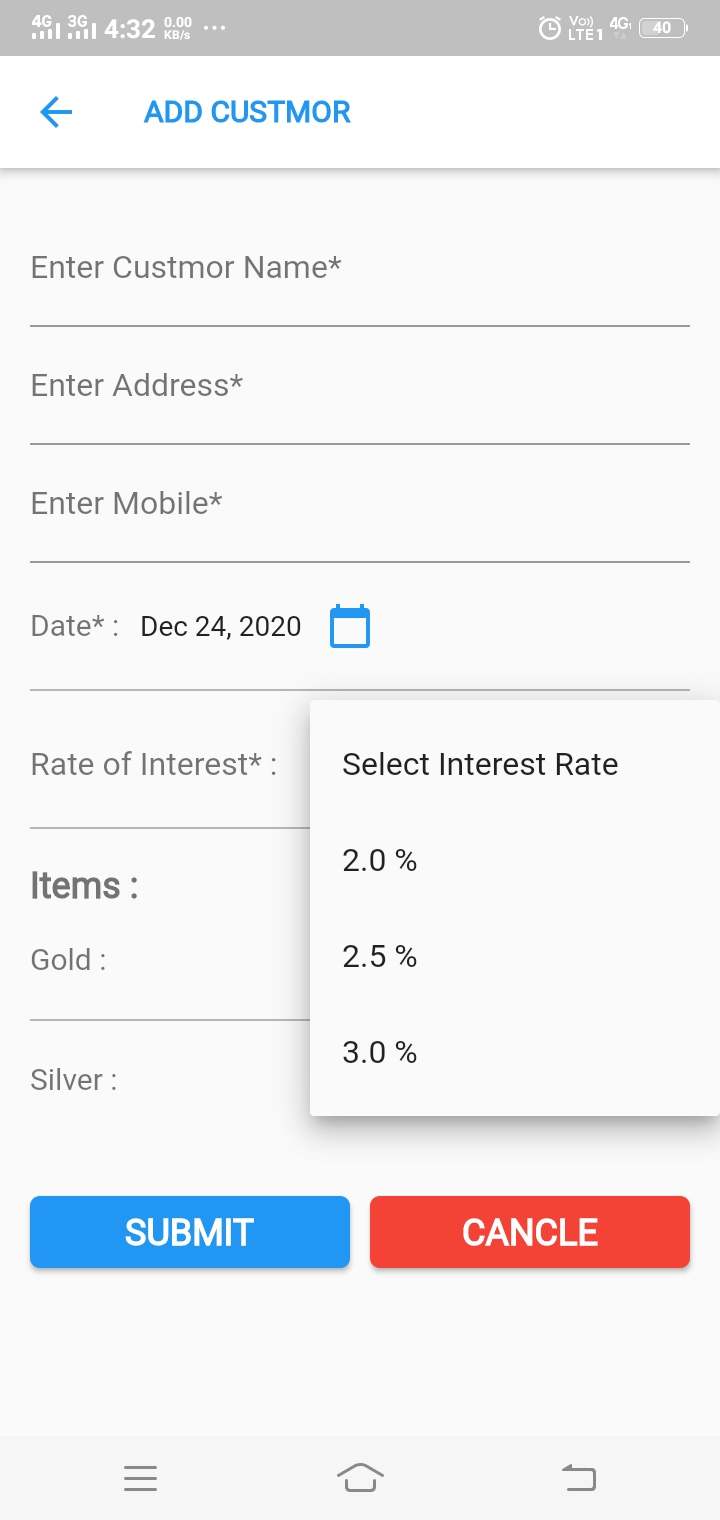 4G 3G 4:32 0.00 KB/s ... Vo)) LTE1 4G 40
ADD CUSTMOR
Enter Custmor Name*
Enter Address*
Enter Mobile*
Date* : Dec 24, 2020
Rate of Interest* : Select Interest Rate
2.0 %
Items :
2.5 %
Gold :
3.0 %
Silver :
SUBMIT CANCLE